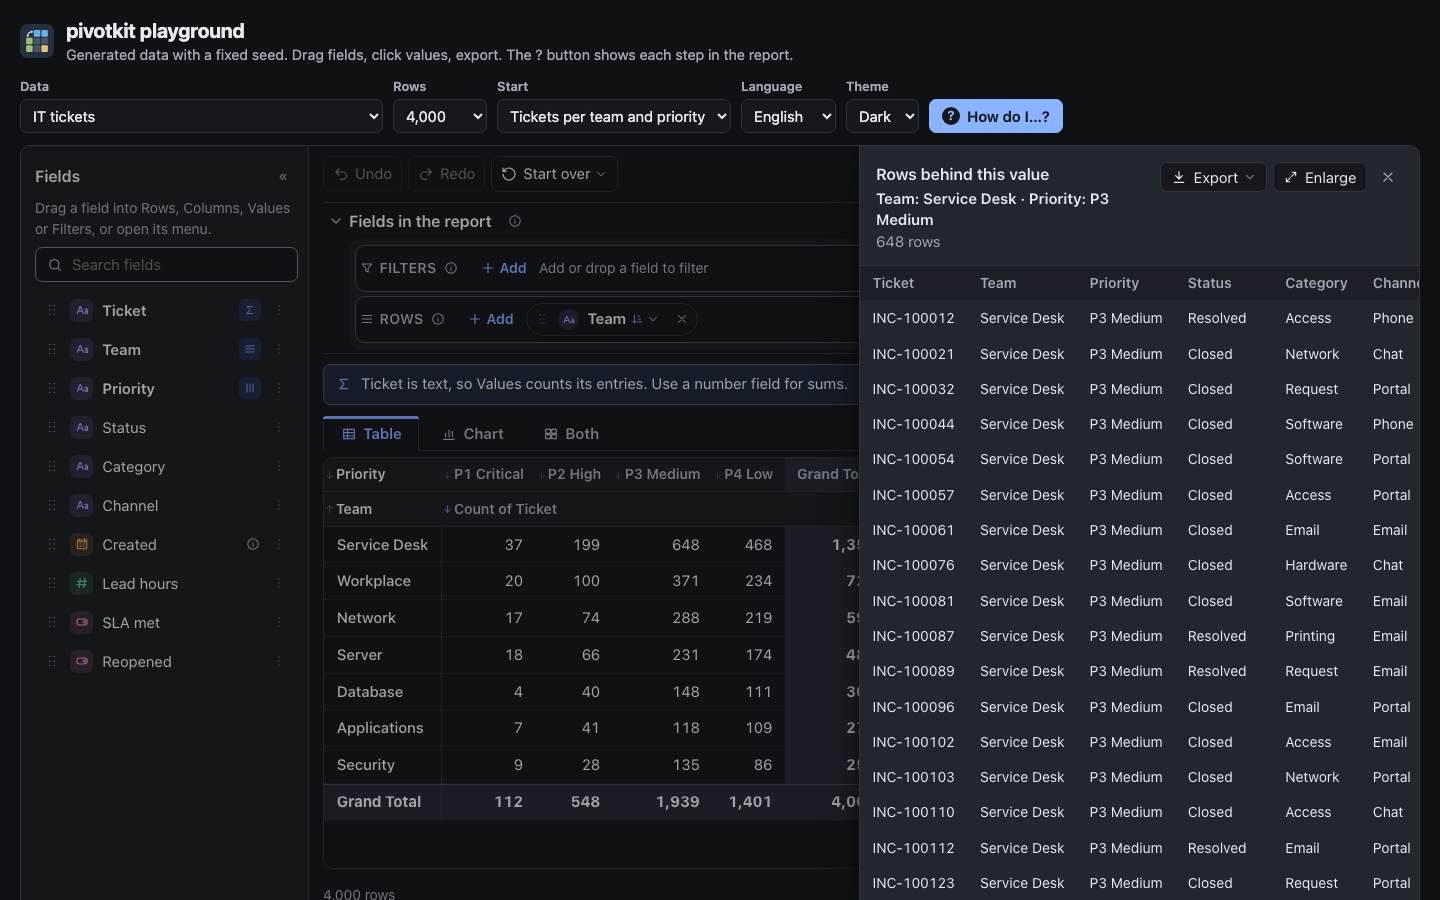 pivotkit playground
Generated data with a fixed seed. Drag fields, click values, export. The ? button shows each step in the report.
Data
Rows
Start
Language
Theme
IT tickets
4,000
Tickets per team and priority
English
Dark
? How do I...?
Fields
«
Drag a field into Rows, Columns, Values
or Filters, or open its menu.
Search fields
Aa Ticket Σ
Aa Team
Aa Priority
Aa Status
Aa Category
Aa Channel
Created
# Lead hours
SLA met
Reopened
Undo
Redo
Start over
Fields in the report
FILTERS + Add Add or drop a field to filter
ROWS + Add Aa Team
Σ Ticket is text, so Values counts its entries. Use a number field for sums.
Table
Chart
Both
↓ Priority ↓ P1 Critical ↓ P2 High ↓ P3 Medium ↓ P4 Low Grand To
↑ Team ↓ Count of Ticket
Service Desk 37 199 648 468 1,35
Workplace 20 100 371 234 72
Network 17 74 288 219 59
Server 18 66 231 174 48
Database 4 40 148 111 30
Applications 7 41 118 109 27
Security 9 28 135 86 25
Grand Total 112 548 1,939 1,401 4,00
4,000 rows
Rows behind this value
Team: Service Desk · Priority: P3
Medium
648 rows
Export
Enlarge
Ticket Team Priority Status Category Channe
INC-100012 Service Desk P3 Medium Resolved Access Phone
INC-100021 Service Desk P3 Medium Closed Network Chat
INC-100032 Service Desk P3 Medium Closed Request Portal
INC-100044 Service Desk P3 Medium Closed Software Phone
INC-100054 Service Desk P3 Medium Closed Software Portal
INC-100057 Service Desk P3 Medium Closed Access Portal
INC-100061 Service Desk P3 Medium Closed Email Email
INC-100076 Service Desk P3 Medium Closed Hardware Chat
INC-100081 Service Desk P3 Medium Closed Software Email
INC-100087 Service Desk P3 Medium Resolved Printing Email
INC-100089 Service Desk P3 Medium Resolved Request Email
INC-100096 Service Desk P3 Medium Closed Email Portal
INC-100102 Service Desk P3 Medium Closed Access Email
INC-100103 Service Desk P3 Medium Closed Network Portal
INC-100110 Service Desk P3 Medium Closed Access Chat
INC-100112 Service Desk P3 Medium Resolved Email Portal
INC-100123 Service Desk P3 Medium Closed Request Portal